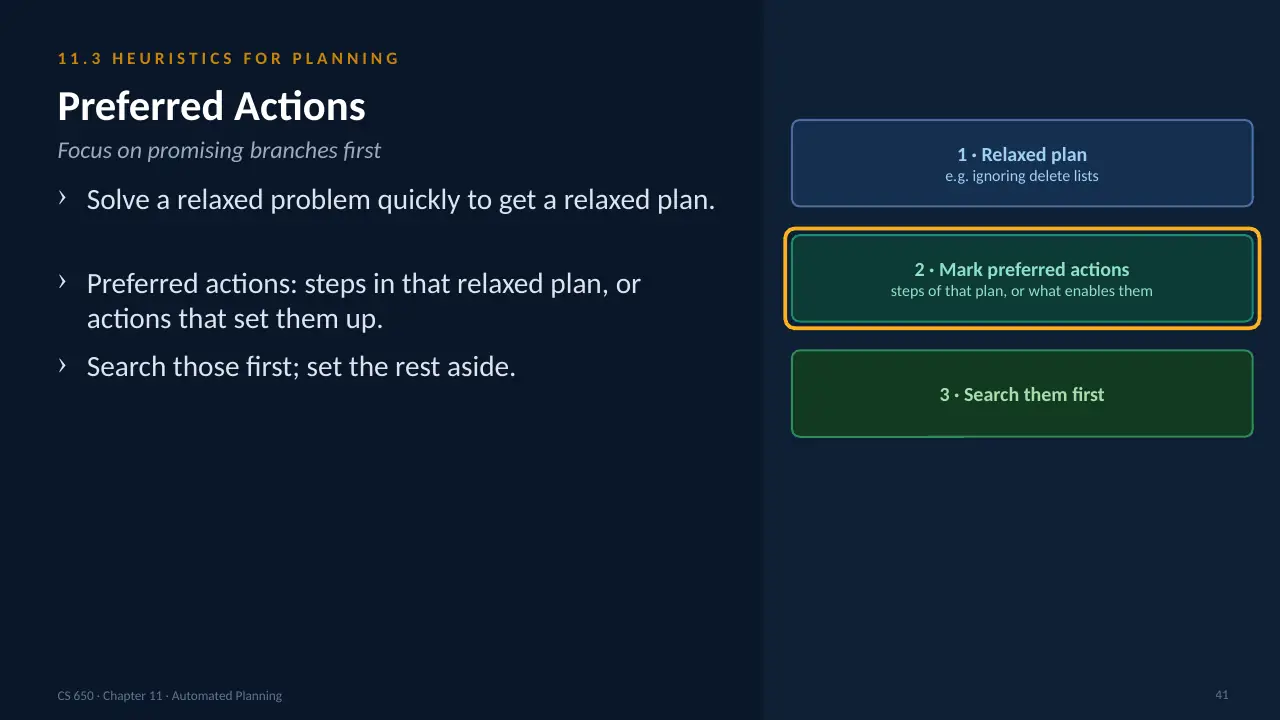 11.3 HEURISTICS FOR PLANNING
Preferred Actions
Focus on promising branches first
› Solve a relaxed problem quickly to get a relaxed plan.
› Preferred actions: steps in that relaxed plan, or
actions that set them up.
› Search those first; set the rest aside.
1 · Relaxed plan
e.g. ignoring delete lists
2 · Mark preferred actions
steps of that plan, or what enables them
3 · Search them first
CS 650 · Chapter 11 · Automated Planning
41